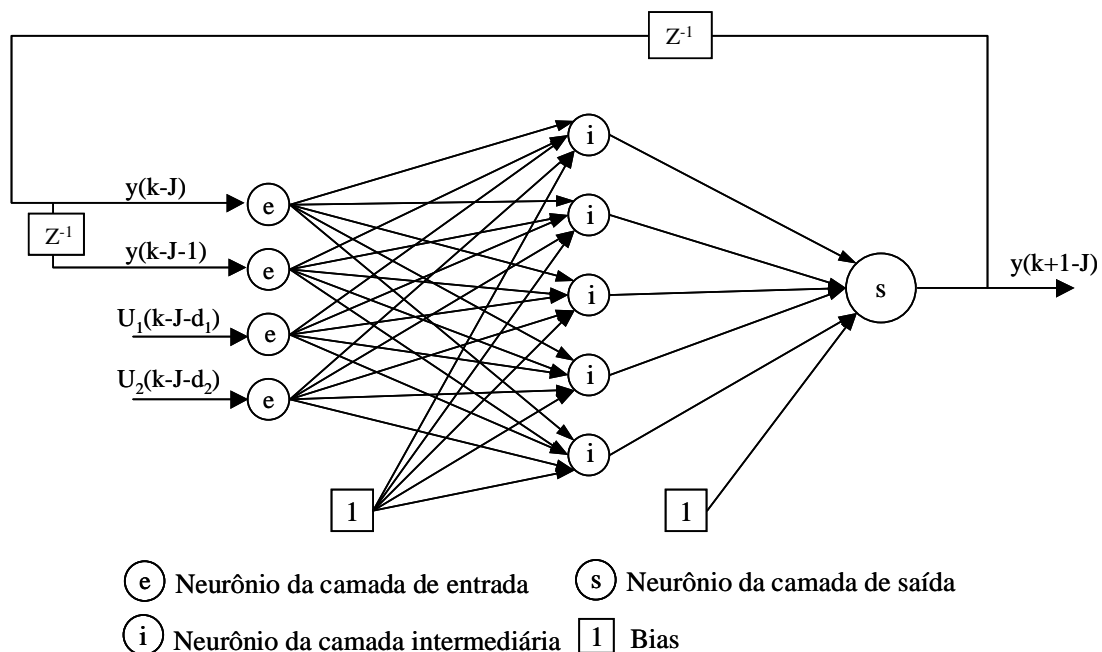 Z⁻¹
y(k-J)
e
Z⁻¹
y(k-J-1)
e
U₁(k-J-d₁)
e
U₂(k-J-d₂)
e
i
i
i
i
i
s
y(k+1-J)
1
1
e Neurônio da camada de entrada
s Neurônio da camada de saída
i Neurônio da camada intermediária
1 Bias